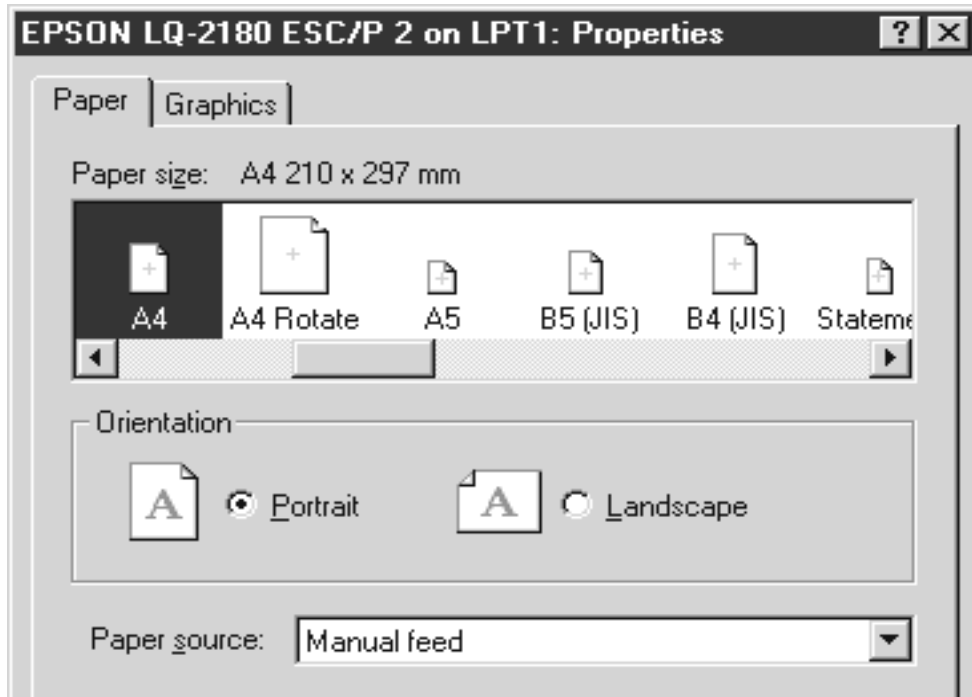 EPSON LQ-2180 ESC/P 2 on LPT1: Properties ? ×
Paper Graphics
Paper size: A4 210 x 297 mm
A4 A4 Rotate A5 B5 (JIS) B4 (JIS) Stateme
Orientation
A Portrait A Landscape
Paper source: Manual feed